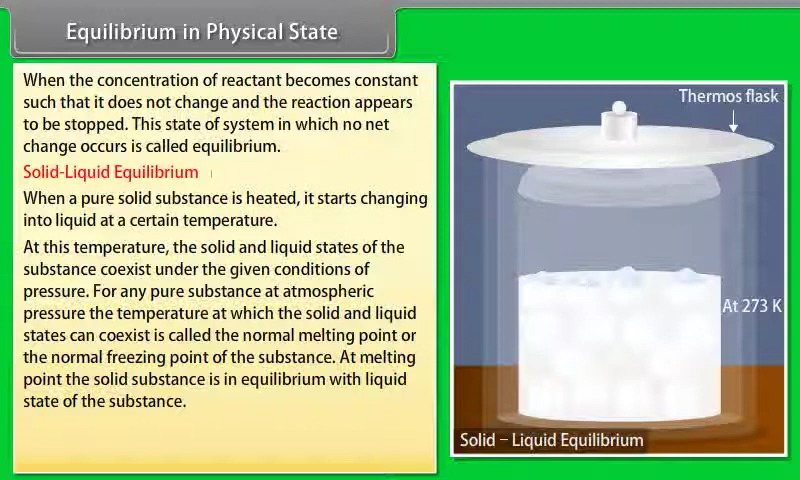 Equilibrium in Physical State
When the concentration of reactant becomes constant
such that it does not change and the reaction appears
to be stopped. This state of system in which no net
change occurs is called equilibrium.
Solid-Liquid Equilibrium
When a pure solid substance is heated, it starts changing
into liquid at a certain temperature.
At this temperature, the solid and liquid states of the
substance coexist under the given conditions of
pressure. For any pure substance at atmospheric
pressure the temperature at which the solid and liquid
states can coexist is called the normal melting point or
the normal freezing point of the substance. At melting
point the solid substance is in equilibrium with liquid
state of the substance.
Thermos flask
At 273 K
Solid – Liquid Equilibrium